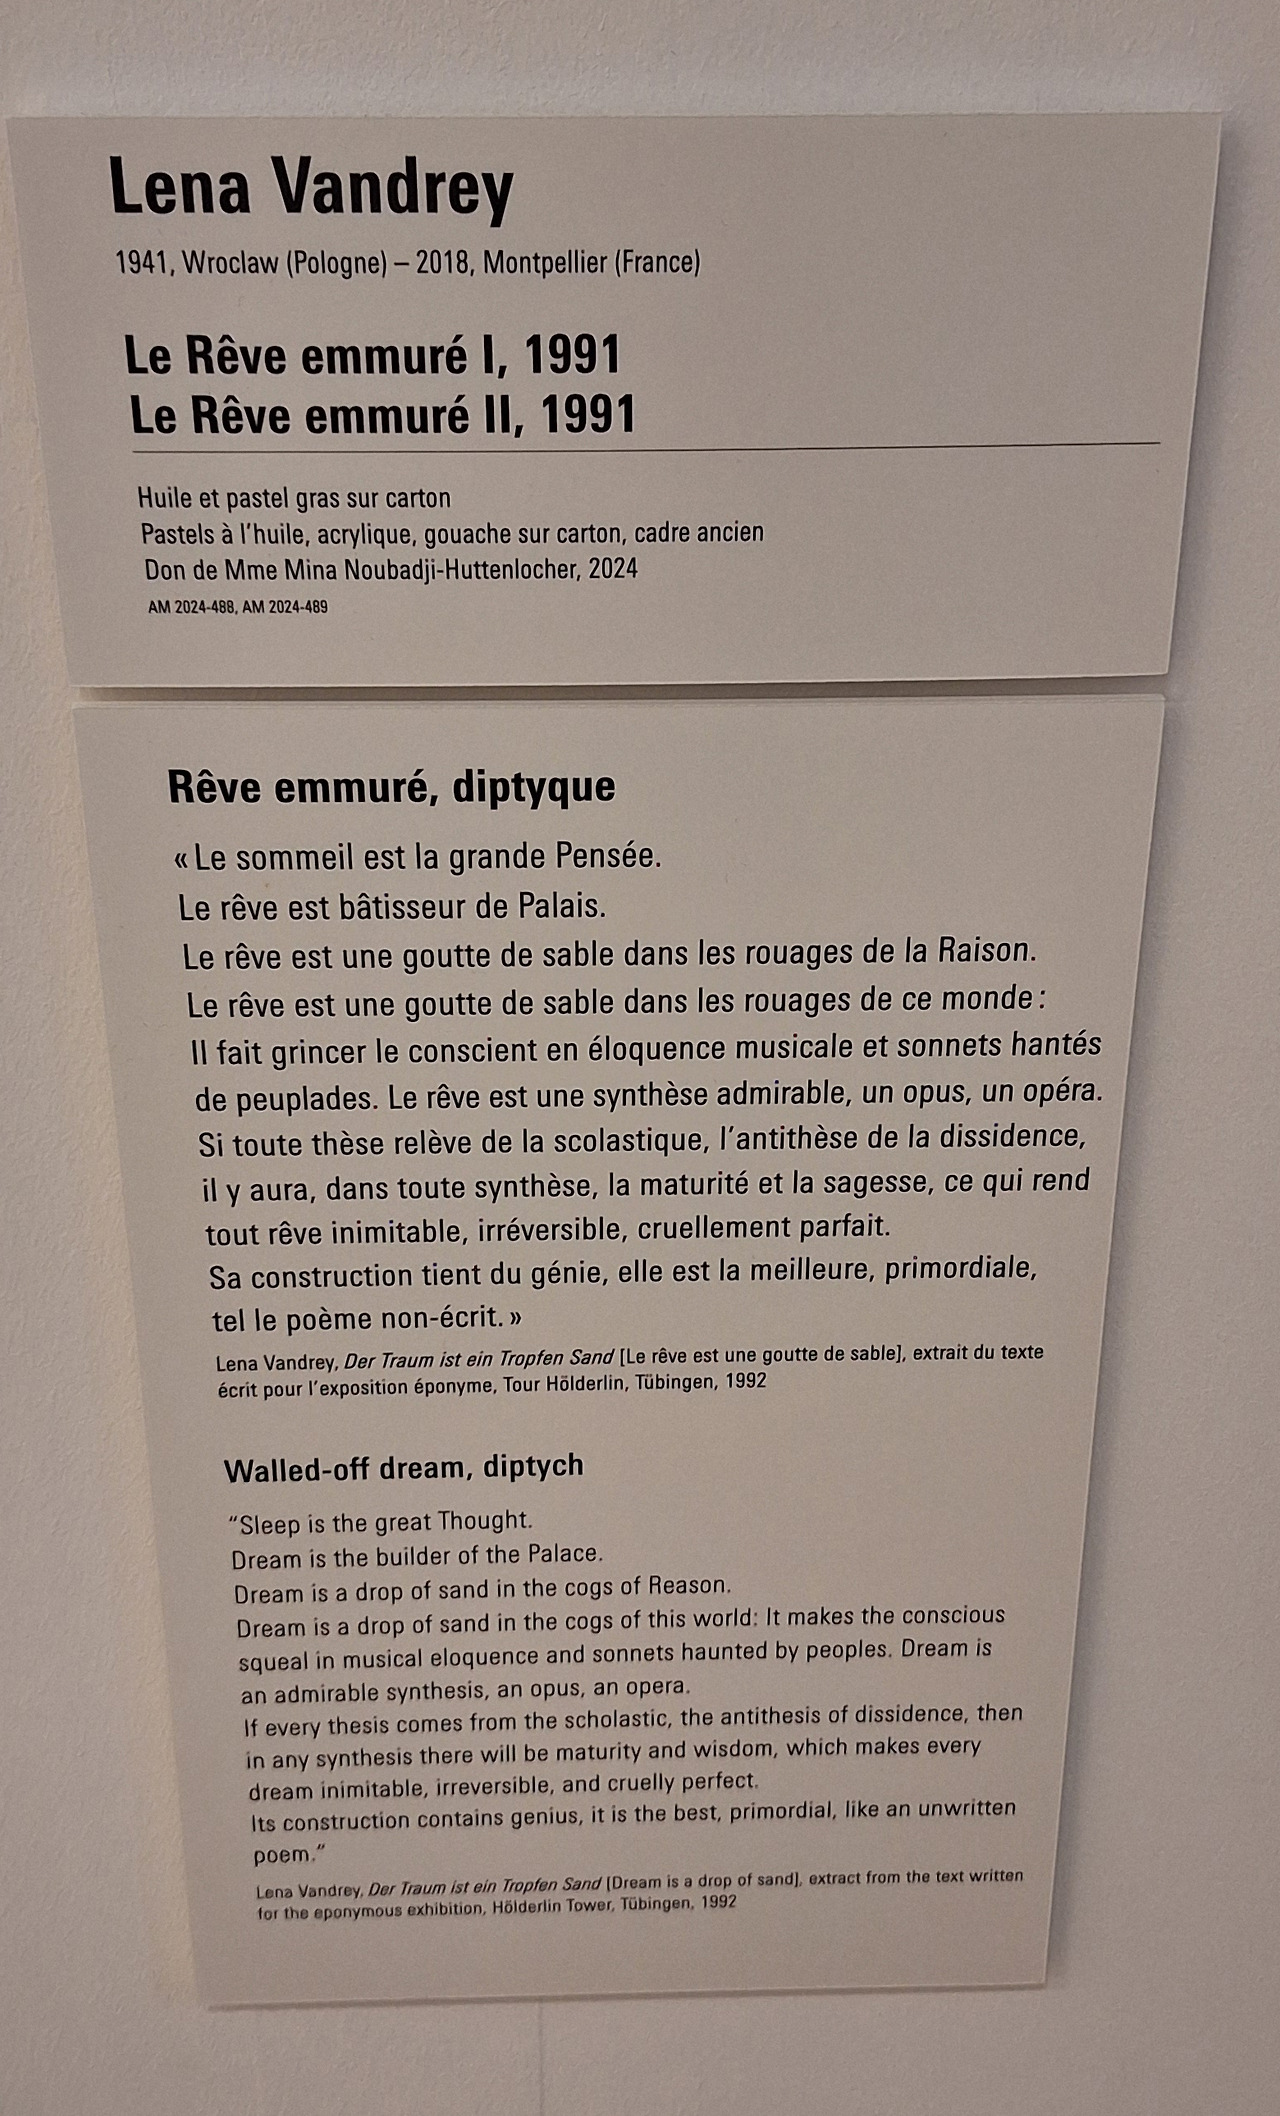 Lena Vandrey
1941, Wroclaw (Pologne) – 2018, Montpellier (France)
Le Rêve emmuré I, 1991
Le Rêve emmuré II, 1991
Huile et pastel gras sur carton
Pastels à l'huile, acrylique, gouache sur carton, cadre ancien
Don de Mme Mina Noubadji-Huttenlocher, 2024
AM 2024-488, AM 2024-489
Rêve emmuré, diptyque
« Le sommeil est la grande Pensée.
Le rêve est bâtisseur de Palais.
Le rêve est une goutte de sable dans les rouages de la Raison.
Le rêve est une goutte de sable dans les rouages de ce monde :
Il fait grincer le conscient en éloquence musicale et sonnets hantés
de peuplades. Le rêve est une synthèse admirable, un opus, un opéra.
Si toute thèse relève de la scolastique, l'antithèse de la dissidence,
il y aura, dans toute synthèse, la maturité et la sagesse, ce qui rend
tout rêve inimitable, irréversible, cruellement parfait.
Sa construction tient du génie, elle est la meilleure, primordiale,
tel le poème non-écrit. »
Lena Vandrey, Der Traum ist ein Tropfen Sand [Le rêve est une goutte de sable], extrait du texte
écrit pour l'exposition éponyme, Tour Hölderlin, Tübingen, 1992
Walled-off dream, diptych
“Sleep is the great Thought.
Dream is the builder of the Palace.
Dream is a drop of sand in the cogs of Reason.
Dream is a drop of sand in the cogs of this world: It makes the conscious
squeal in musical eloquence and sonnets haunted by peoples. Dream is
an admirable synthesis, an opus, an opera.
If every thesis comes from the scholastic, the antithesis of dissidence, then
in any synthesis there will be maturity and wisdom, which makes every
dream inimitable, irreversible, and cruelly perfect.
Its construction contains genius, it is the best, primordial, like an unwritten
poem.”
Lena Vandrey, Der Traum ist ein Tropfen Sand [Dream is a drop of sand], extract from the text written
for the eponymous exhibition, Hölderlin Tower, Tübingen, 1992